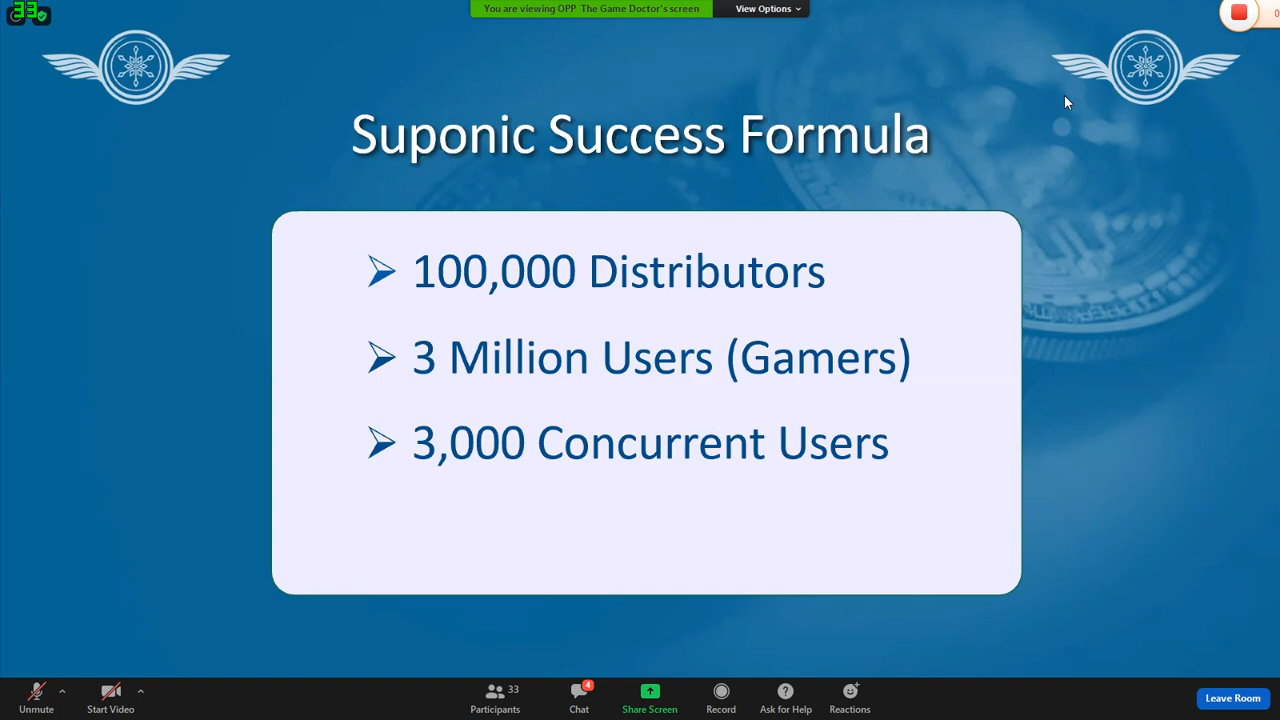 33
You are viewing OPP The Game Doctor's screen
View Options
Suponic Success Formula
100,000 Distributors
3 Million Users (Gamers)
3,000 Concurrent Users
Unmute
Start Video
33
Participants
4
Chat
Share Screen
Record
Ask for Help
Reactions
Leave Room